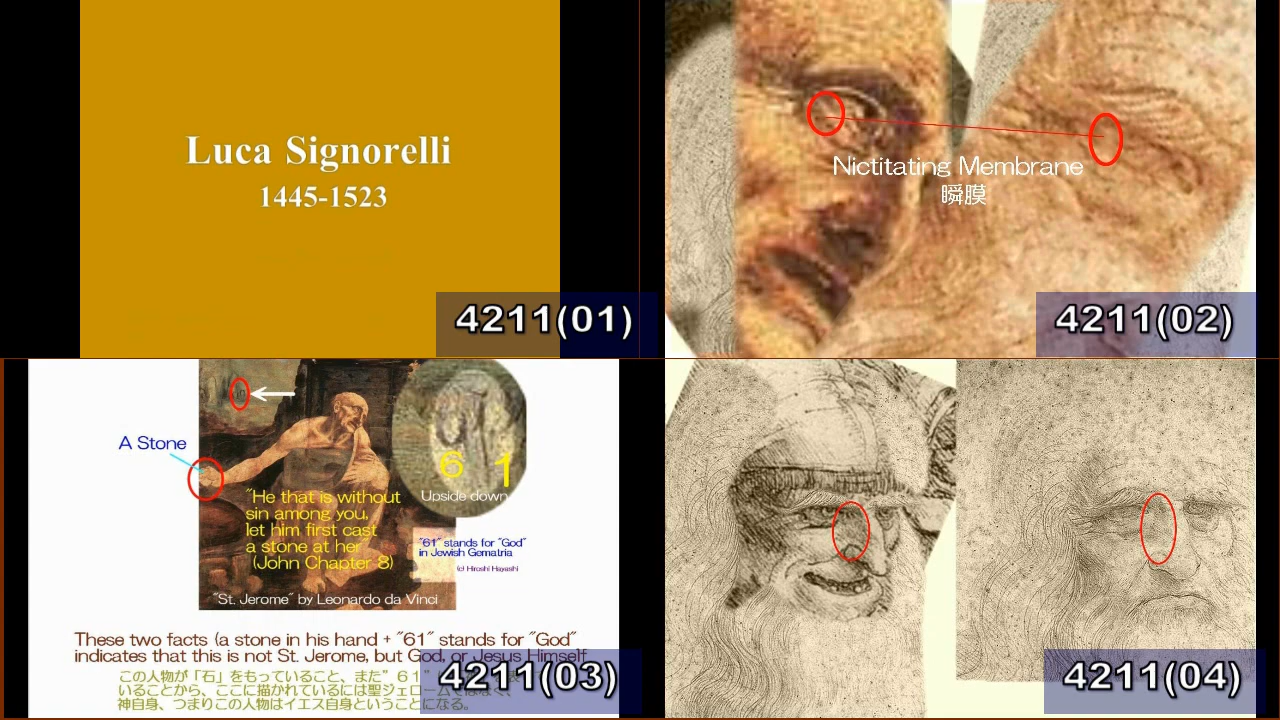 Luca Signorelli
1445-1523
4211(01)
Nictitating Membrane
瞬膜
4211(02)
A Stone
"He that is without
sin among you,
let him first cast
a stone at her
(John Chapter 8)
6 1
Upside down
"61" stands for "God"
in Jewish Gematria
(c) Hiroshi Hayashi
"St. Jerome" by Leonardo da Vinci
These two facts (a stone in his hand + "61" stands for "God"
indicates that this is not St. Jerome, but God, or Jesus Himself
この人物が「石」をもっていること、また”６１”
いることから、ここに描かれているには聖ジェロームではなく、
神自身、つまりこの人物はイエス自身ということになる。
4211(03)
4211(04)